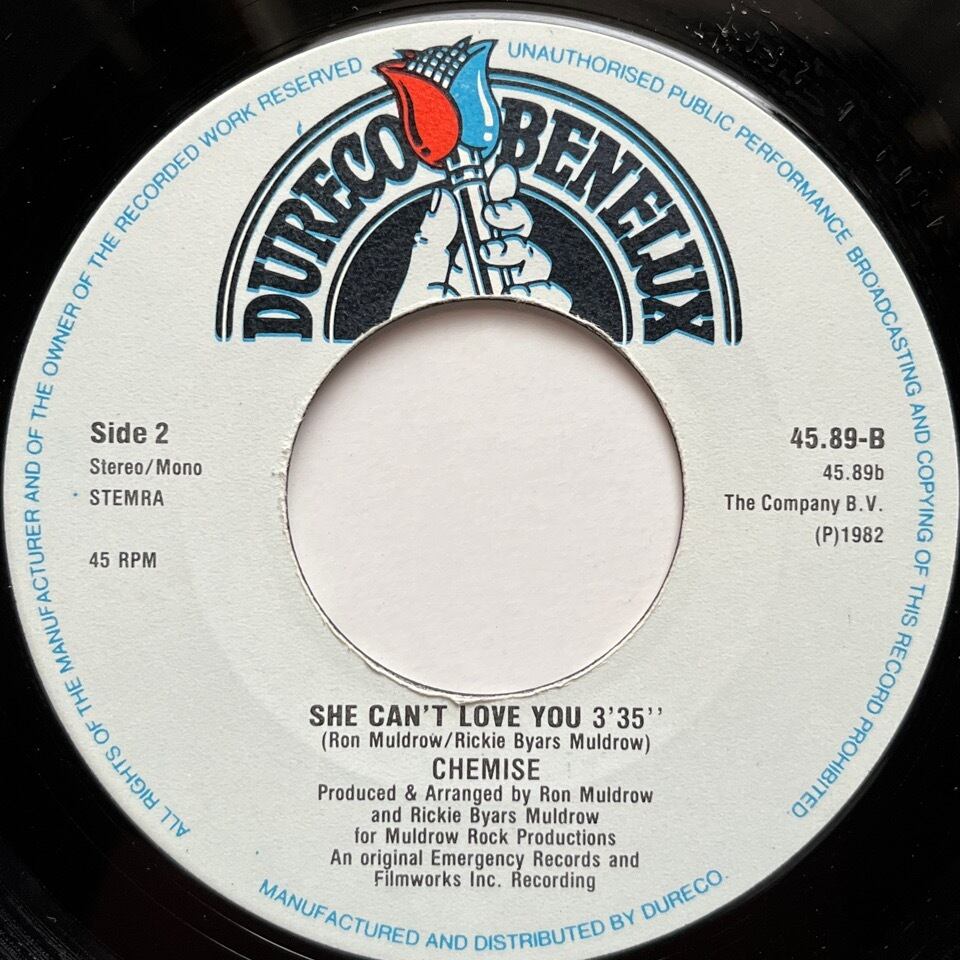 DURECO BENELUX
ALL RIGHTS OF THE MANUFACTURER AND OF THE OWNER OF THE RECORDED WORK RESERVED
UNAUTHORISED PUBLIC PERFORMANCE BROADCASTING AND COPYING OF THIS RECORD PROHIBITED
Side 2
Stereo/Mono
STEMRA
45 RPM
45.89-B
45.89b
The Company B.V.
(P)1982
SHE CAN'T LOVE YOU 3'35''
(Ron Muldrow/Rickie Byars Muldrow)
CHEMISE
Produced & Arranged by Ron Muldrow
and Rickie Byars Muldrow
for Muldrow Rock Productions
An original Emergency Records and
Filmworks Inc. Recording
MANUFACTURED AND DISTRIBUTED BY DURECO.